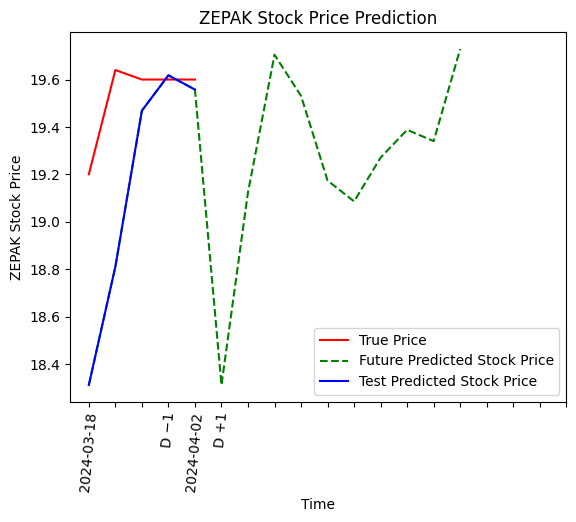 ZEPAK Stock Price Prediction
ZEPAK Stock Price
19.6
19.4
19.2
19.0
18.8
18.6
18.4
True Price
Future Predicted Stock Price
Test Predicted Stock Price
2024-03-18
D −1
2024-04-02
D +1
Time